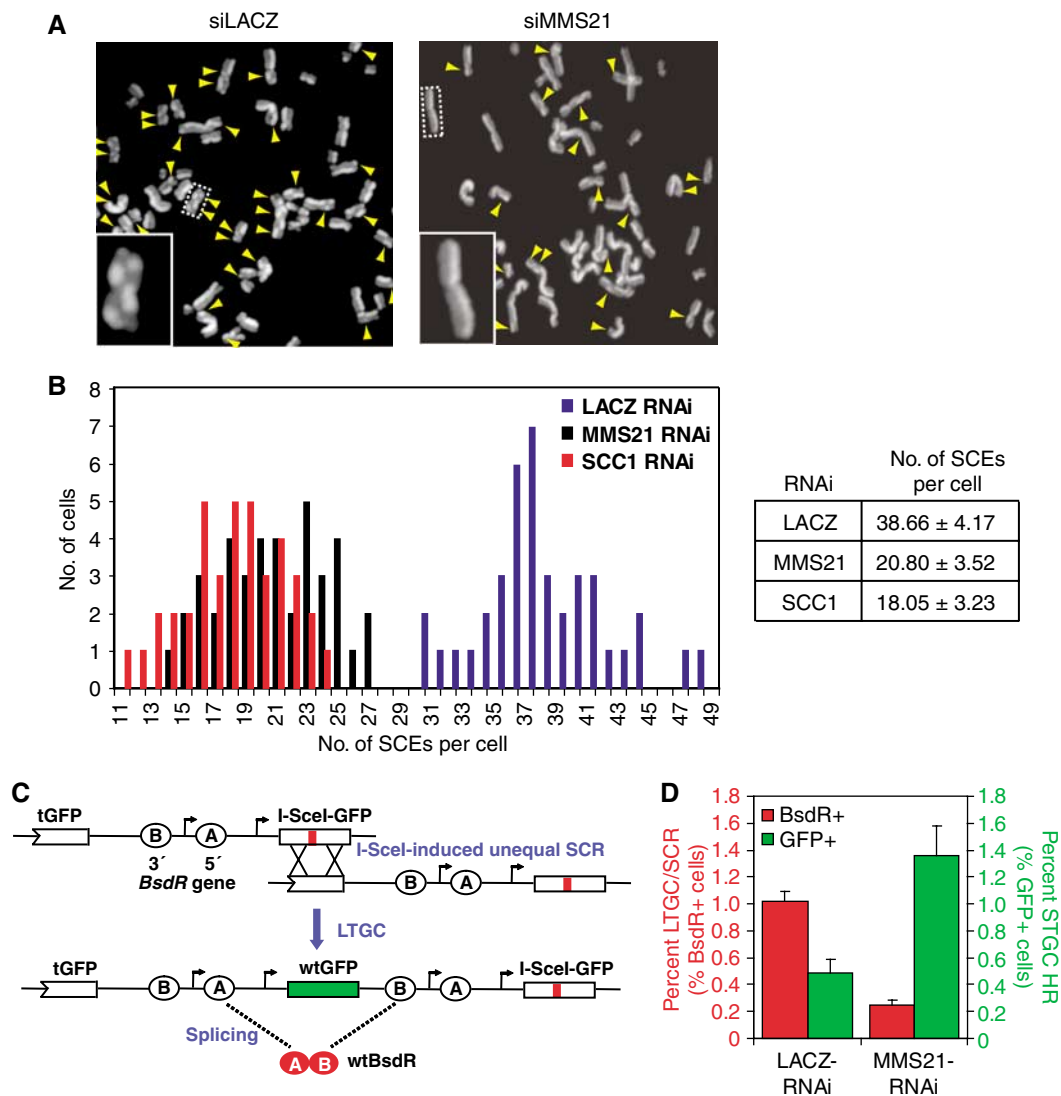 A
siLACZ
siMMS21
B
8
7
6
5
4
3
2
1
0
No. of cells
LACZ RNAi
MMS21 RNAi
SCC1 RNAi
11 13 15 17 19 21 23 25 27 29 31 33 35 37 39 41 43 45 47 49
No. of SCEs per cell
RNAi
No. of SCEs
per cell
LACZ 38.66 ± 4.17
MMS21 20.80 ± 3.52
SCC1 18.05 ± 3.23
C
tGFP
I-SceI-GFP
B
A
3´ 5´
BsdR gene
I-SceI-induced unequal SCR
B
A
LTGC
tGFP
wtGFP
I-SceI-GFP
B
A
B
A
Splicing
A B
wtBsdR
D
1.8
1.6
1.4
1.2
1.0
0.8
0.6
0.4
0.2
0
Percent LTGC/SCR
(% BsdR+ cells)
BsdR+
GFP+
1.8
1.6
1.4
1.2
1.0
0.8
0.6
0.4
0.2
0
Percent STGC HR
(% GFP+ cells)
LACZ-
RNAi
MMS21-
RNAi